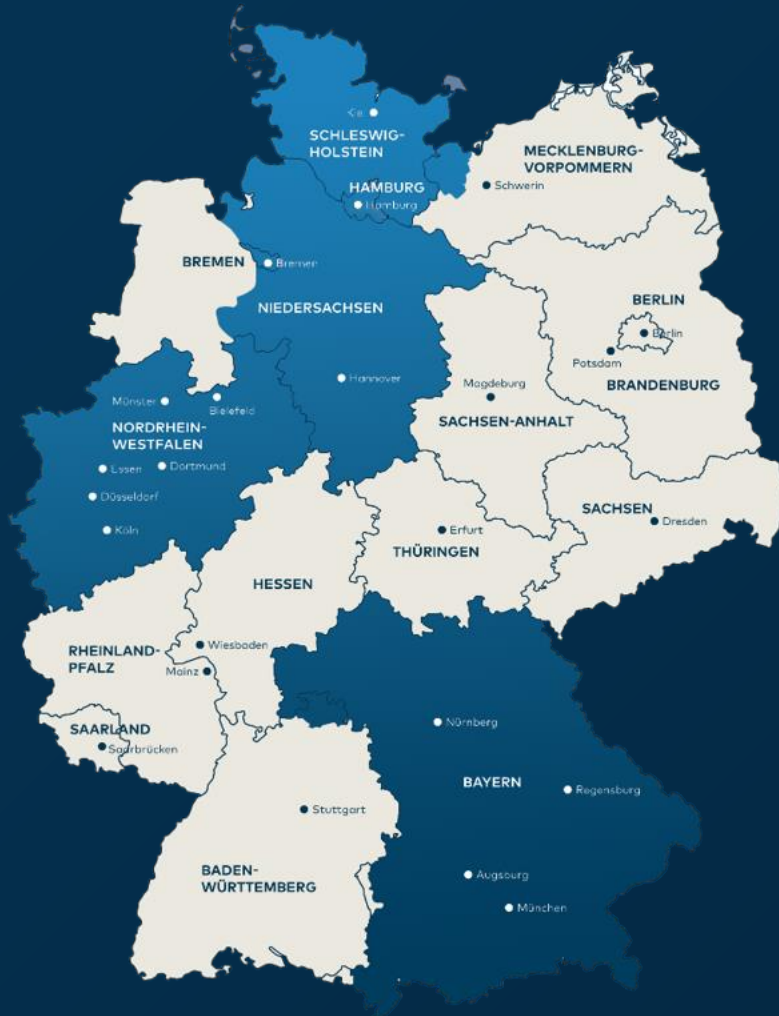 SCHLESWIG-
HOLSTEIN
MECKLENBURG-
VORPOMMERN
Schwerin
HAMBURG
Hamburg
BREMEN
Bremen
NIEDERSACHSEN
BERLIN
Berlin
Potsdam
BRANDENBURG
Hannover
Magdeburg
SACHSEN-ANHALT
Münster
Bielefeld
NORDRHEIN-
WESTFALEN
Essen
Dortmund
Düsseldorf
Köln
SACHSEN
Dresden
Erfurt
THÜRINGEN
HESSEN
Wiesbaden
RHEINLAND-
PFALZ
Mainz
SAARLAND
Saarbrücken
Nürnberg
BAYERN
Regensburg
Stuttgart
BADEN-
WÜRTTEMBERG
Augsburg
München